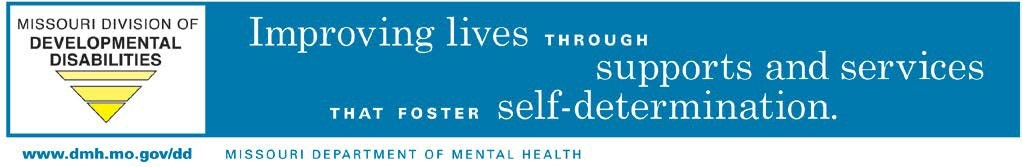 MISSOURI DIVISION OF
DEVELOPMENTAL
DISABILITIES
Improving lives THROUGH
supports and services
THAT FOSTER self-determination.
www.dmh.mo.gov/dd MISSOURI DEPARTMENT OF MENTAL HEALTH